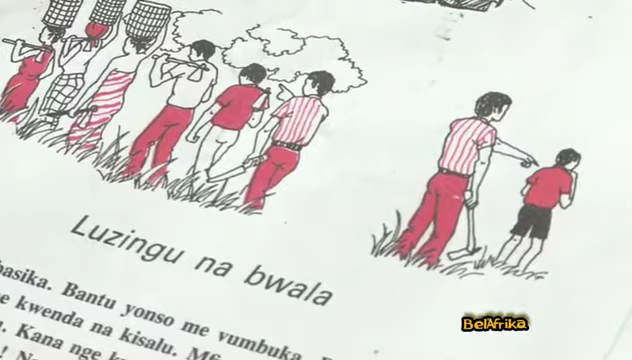 Luzingu na bwala
basika. Bantu yonso me vumbuka.
kwenda na kisalu.
Kana nge
BelAfrika